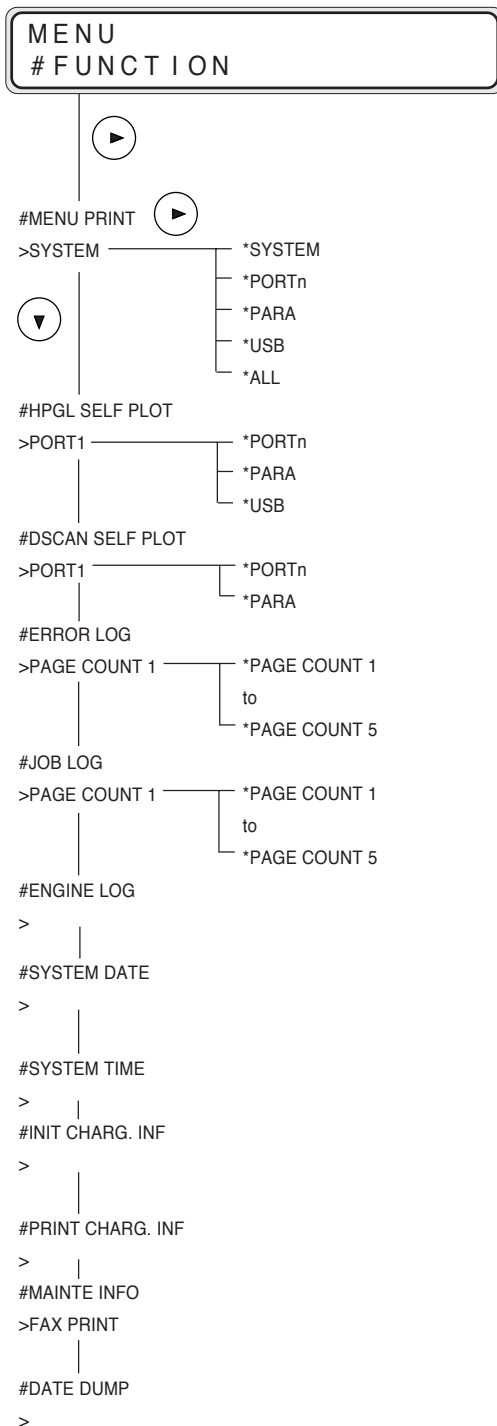 MENU
#FUNCTION
#MENU PRINT
>SYSTEM *SYSTEM
*PORTn
*PARA
*USB
*ALL
#HPGL SELF PLOT
>PORT1 *PORTn
*PARA
*USB
#DSCAN SELF PLOT
>PORT1 *PORTn
*PARA
#ERROR LOG
>PAGE COUNT 1 *PAGE COUNT 1
to
*PAGE COUNT 5
#JOB LOG
>PAGE COUNT 1 *PAGE COUNT 1
to
*PAGE COUNT 5
#ENGINE LOG
>
#SYSTEM DATE
>
#SYSTEM TIME
>
#INIT CHARG. INF
>
#PRINT CHARG. INF
>
#MAINTE INFO
>FAX PRINT
#DATE DUMP
>